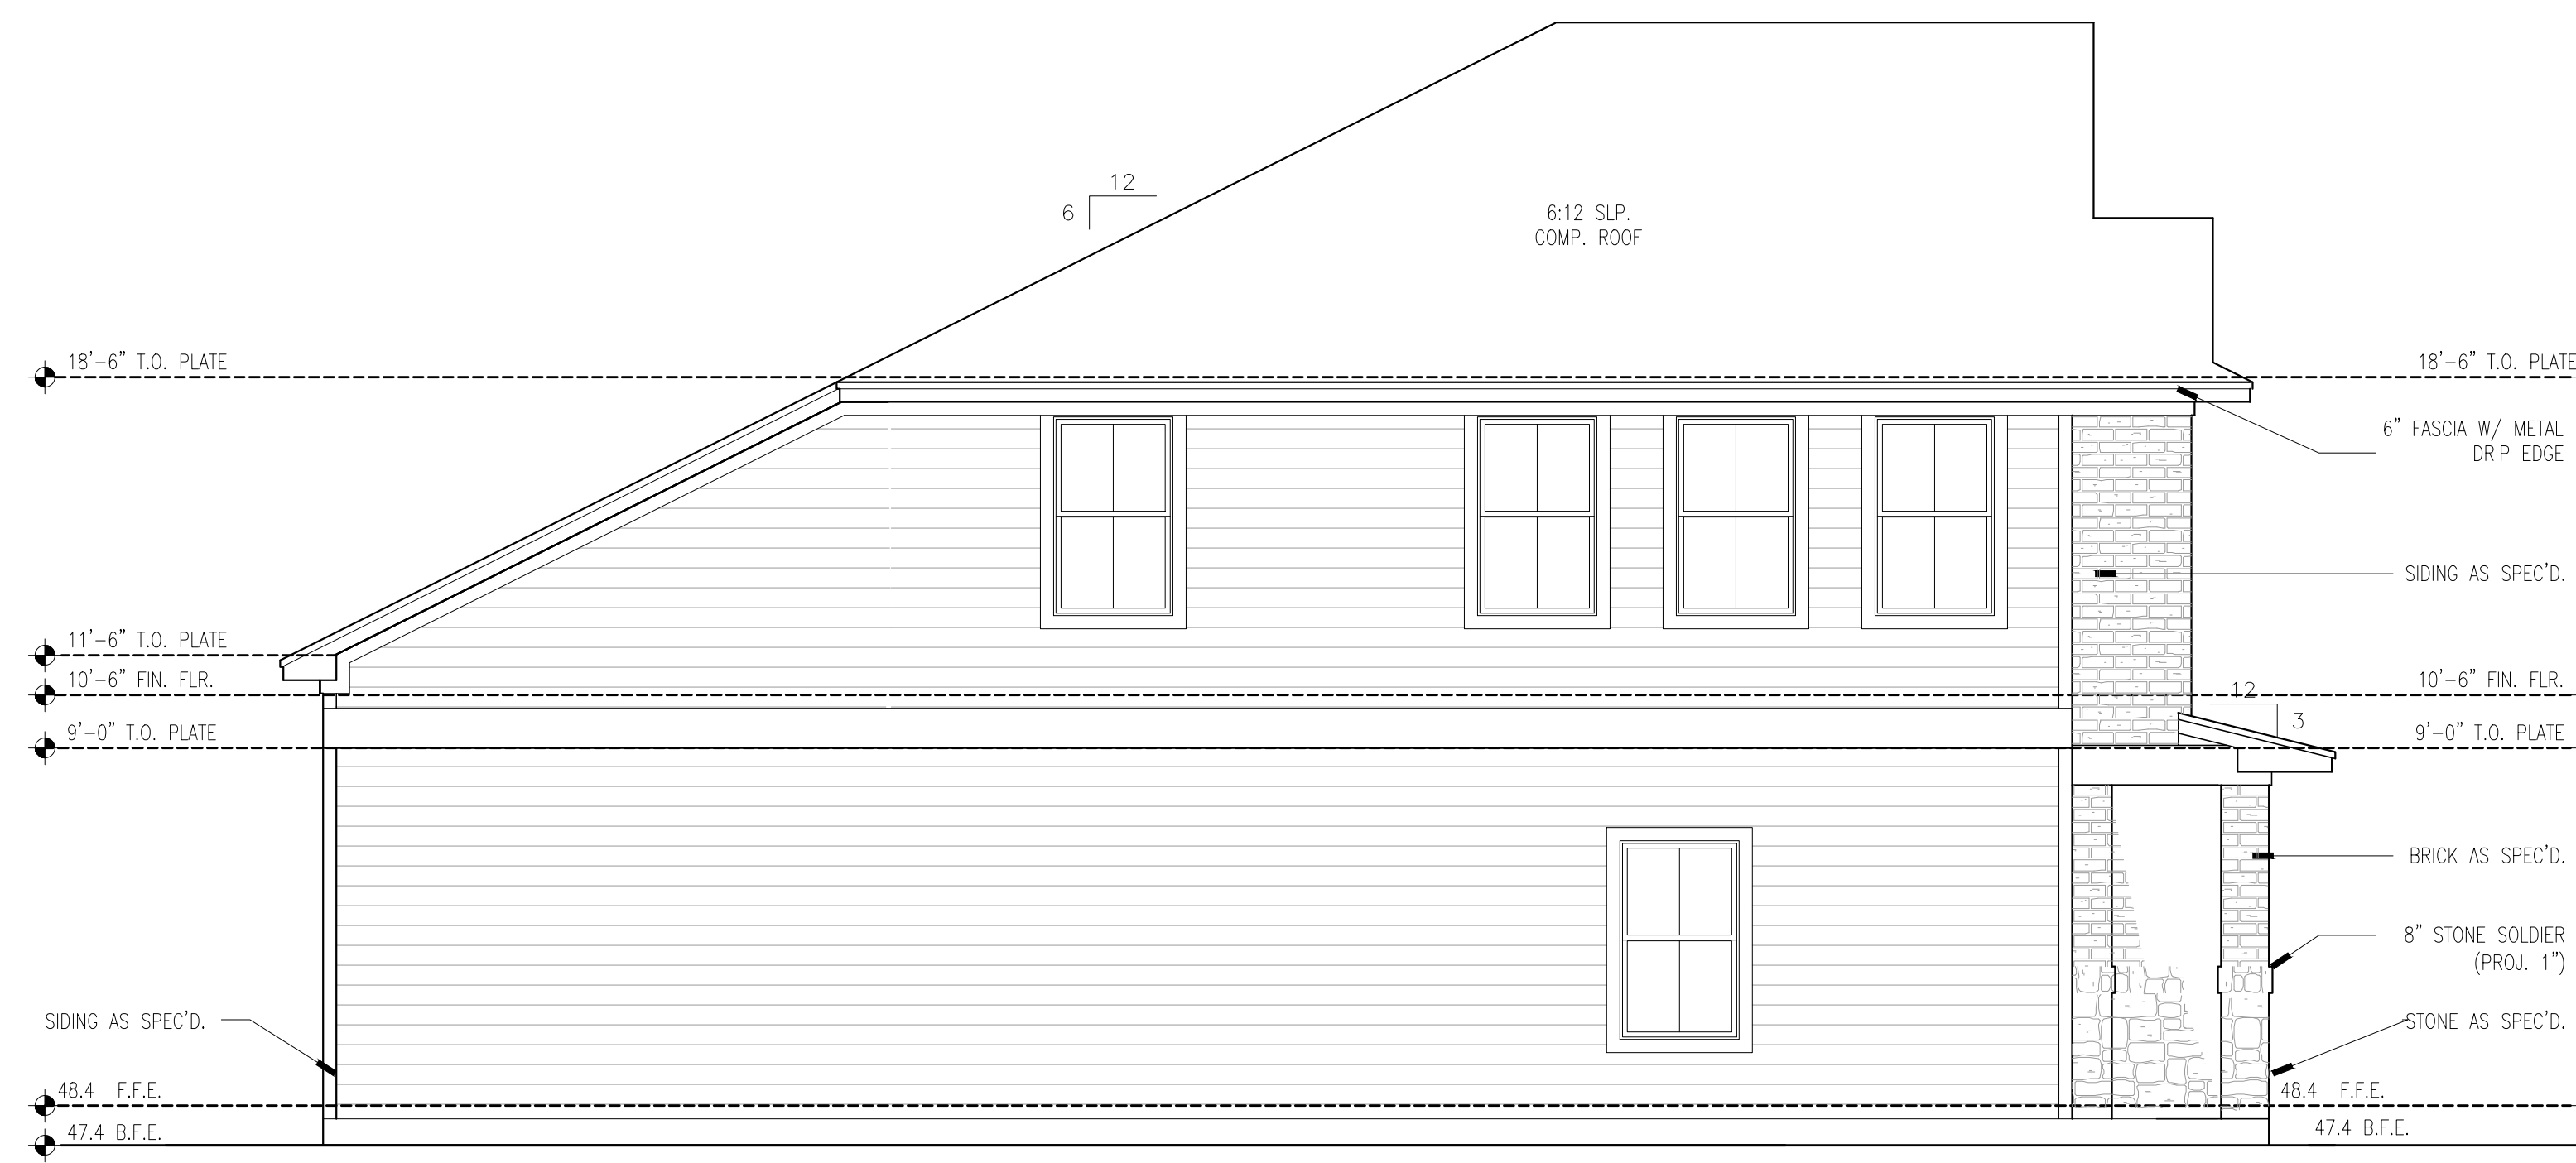 12
6
6:12 SLP.
COMP. ROOF
18'-6" T.O. PLATE
18'-6" T.O. PLATE
6" FASCIA W/ METAL
DRIP EDGE
SIDING AS SPEC'D.
11'-6" T.O. PLATE
10'-6" FIN. FLR.
10'-6" FIN. FLR.
12
3
9'-0" T.O. PLATE
9'-0" T.O. PLATE
BRICK AS SPEC'D.
8" STONE SOLDIER
(PROJ. 1")
SIDING AS SPEC'D.
STONE AS SPEC'D.
48.4 F.F.E.
48.4 F.F.E.
47.4 B.F.E.
47.4 B.F.E.